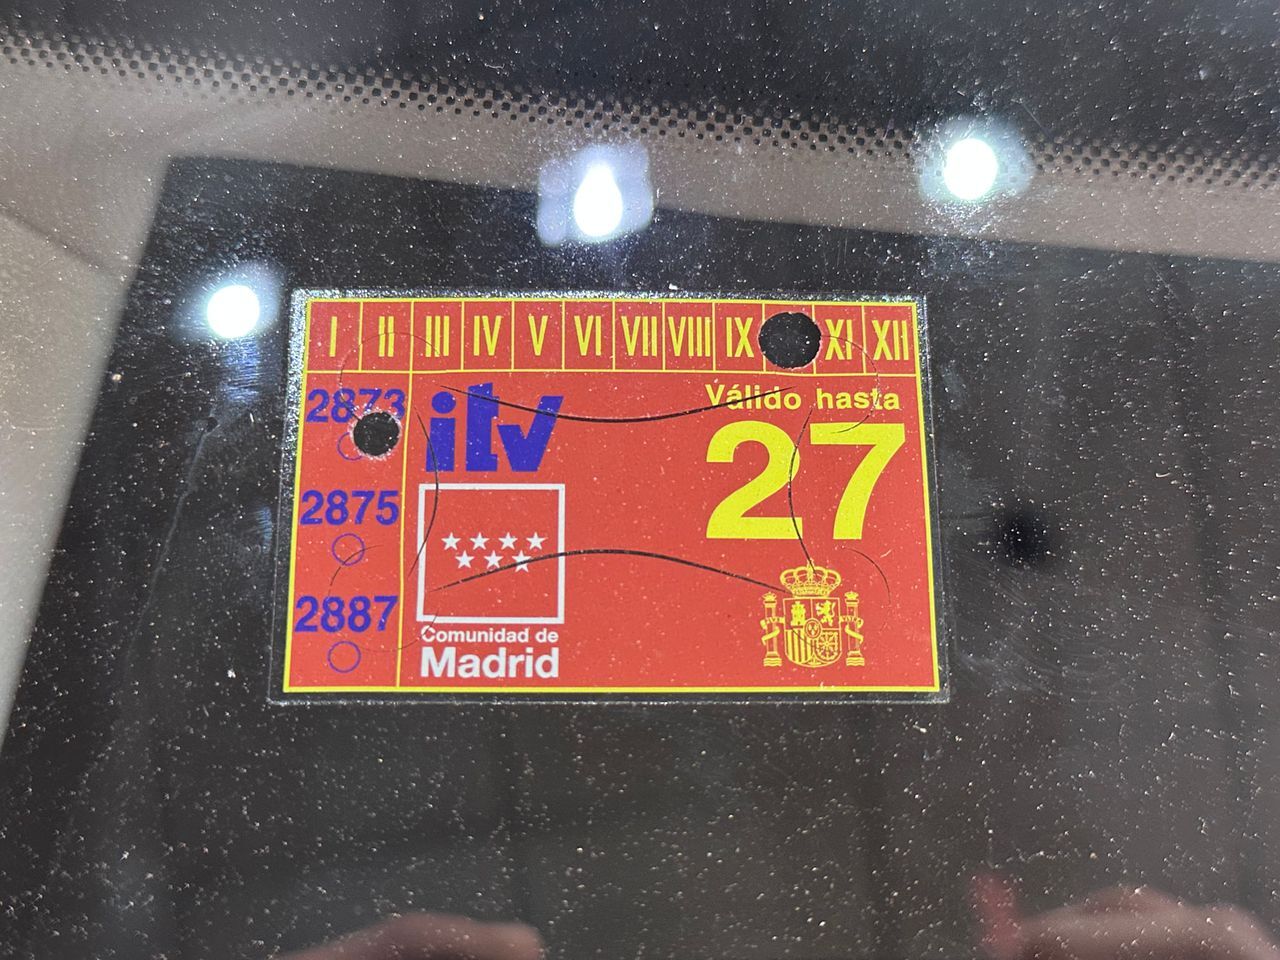 I II III IV V VI VII VIII IX XI XII
2873
itv
Válido hasta
27
2875
2887
Comunidad de
Madrid